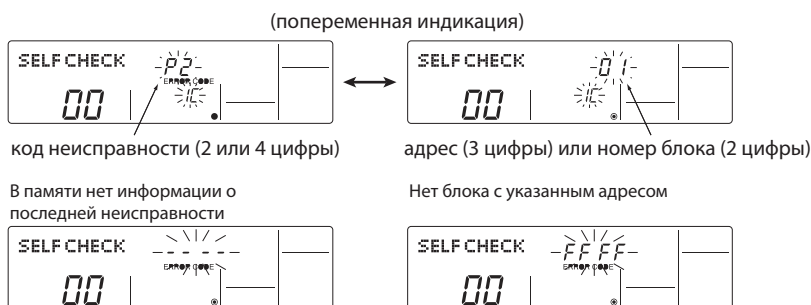 (попеременная индикация)
SELF CHECK P2 ERROR CODE IC 00
SELF CHECK 01 IC 00
код неисправности (2 или 4 цифры)
адрес (3 цифры) или номер блока (2 цифры)
В памяти нет информации о
последней неисправности
Нет блока с указанным адресом
SELF CHECK -- -- ERROR CODE 00
SELF CHECK FFFF ERROR CODE 00